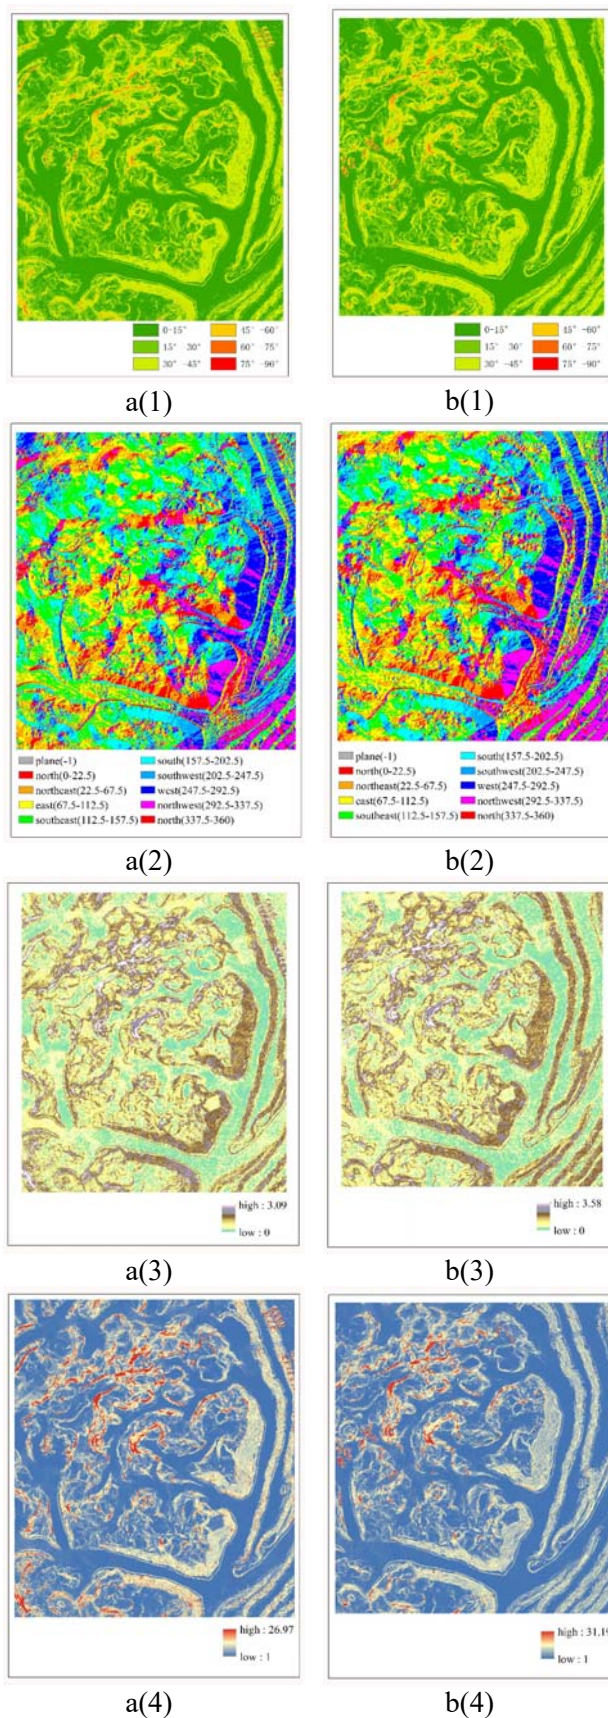 0-15° 45° -60°
15° -30° 60° -75°
30° -45° 75° -90°
a(1)
0-15° 45° -60°
15° 30° 60° 75°
30° -45° 75° -90°
b(1)
plane(-1) south(157.5-202.5)
north(0-22.5) southwest(202.5-247.5)
northeast(22.5-67.5) west(247.5-292.5)
east(67.5-112.5) northwest(292.5-337.5)
southeast(112.5-157.5) north(337.5-360)
a(2)
plane(-1) south(157.5-202.5)
north(0-22.5) southwest(202.5-247.5)
northeast(22.5-67.5) west(247.5-292.5)
east(67.5-112.5) northwest(292.5-337.5)
southeast(112.5-157.5) north(337.5-360)
b(2)
high : 3.09
low : 0
a(3)
high : 3.58
low : 0
b(3)
high : 26.97
low : 1
a(4)
high : 31.19
low : 1
b(4)